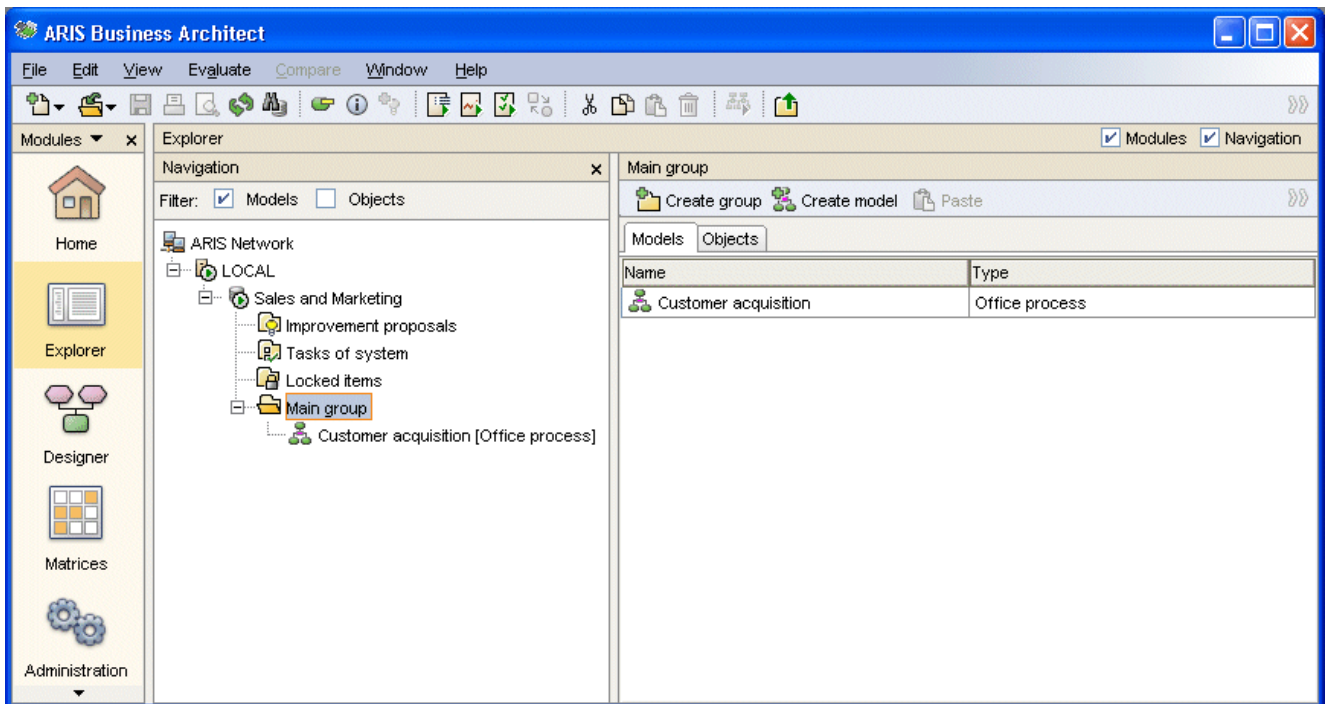 ARIS Business Architect
File Edit View Evaluate Compare Window Help
Modules
Explorer
Modules Navigation
Navigation
Main group
Filter: Models Objects
Create group Create model Paste
Home
ARIS Network
Models Objects
LOCAL
Name Type
Sales and Marketing
Customer acquisition Office process
Improvement proposals
Explorer
Tasks of system
Locked items
Main group
Customer acquisition [Office process]
Designer
Matrices
Administration